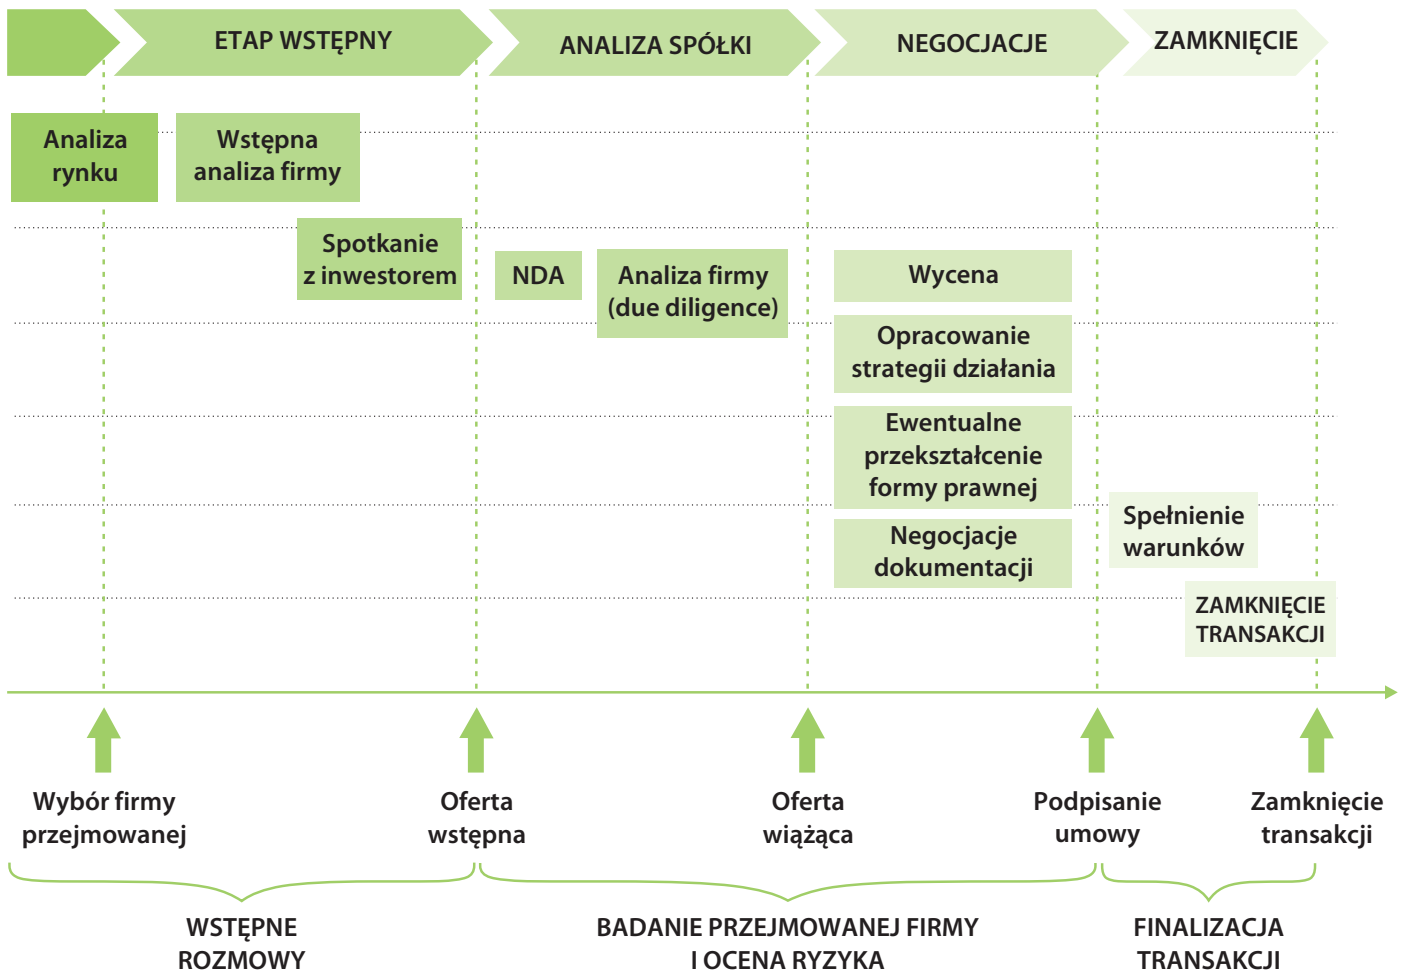 ETAP WSTĘPNY
ANALIZA SPÓŁKI
NEGOCJACJE
ZAMKNIĘCIE
Analiza
rynku
Wstępna
analiza firmy
Spotkanie
z inwestorem
NDA
Analiza firmy
(due diligence)
Wycena
Opracowanie
strategii działania
Ewentualne
przekształcenie
formy prawnej
Negocjacje
dokumentacji
Spełnienie
warunków
ZAMKNIĘCIE
TRANSAKCJI
Wybór firmy
przejmowanej
Oferta
wstępna
Oferta
wiążąca
Podpisanie
umowy
Zamknięcie
transakcji
WSTĘPNE
ROZMOWY
BADANIE PRZEJMOWANEJ FIRMY
I OCENA RYZYKA
FINALIZACJA
TRANSAKCJI